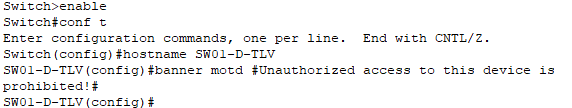 Switch>enable
Switch#conf t
Enter configuration commands, one per line.  End with CNTL/Z.
Switch(config)#hostname SW01-D-TLV
SW01-D-TLV(config)#banner motd #Unauthorized access to this device is
prohibited!#
SW01-D-TLV(config)#